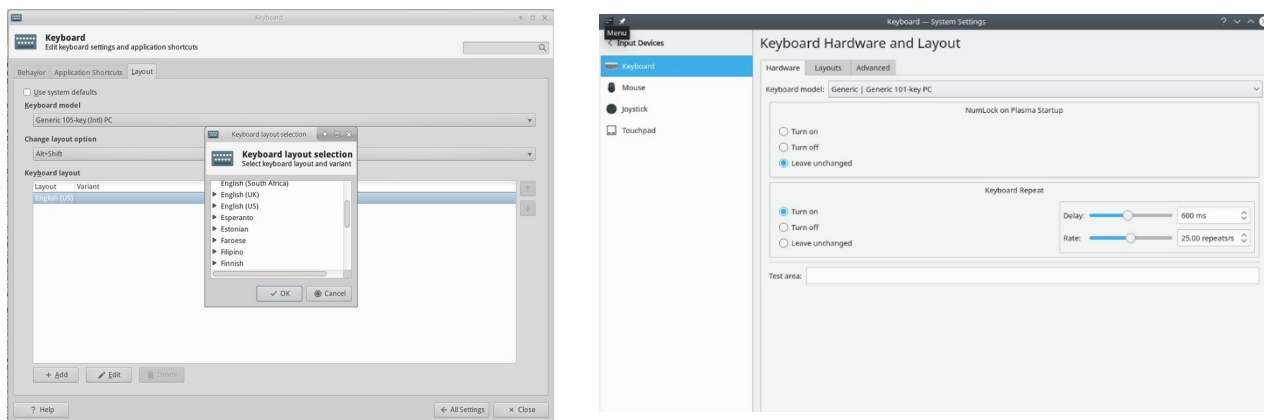 Keyboard
Keyboard
Edit keyboard settings and application shortcuts
Behavior Application Shortcuts Layout
Use system defaults
Keyboard model
Generic 105-key (Intl) PC
Change layout option
Alt+Shift
Keyboard layout
Layout Variant
English (US)
Keyboard layout selection
Keyboard layout selection
Select keyboard layout and variant
English (South Africa)
English (UK)
English (US)
Esperanto
Estonian
Faroese
Filipino
Finnish
OK Cancel
Add Edit Delete
? Help All Settings Close
Keyboard — System Settings
Menu
Input Devices
Keyboard
Mouse
Joystick
Touchpad
Keyboard Hardware and Layout
Hardware Layouts Advanced
Keyboard model: Generic | Generic 101-key PC
NumLock on Plasma Startup
Turn on
Turn off
Leave unchanged
Keyboard Repeat
Turn on
Turn off
Leave unchanged
Delay: 600 ms
Rate: 25.00 repeats/s
Test area: